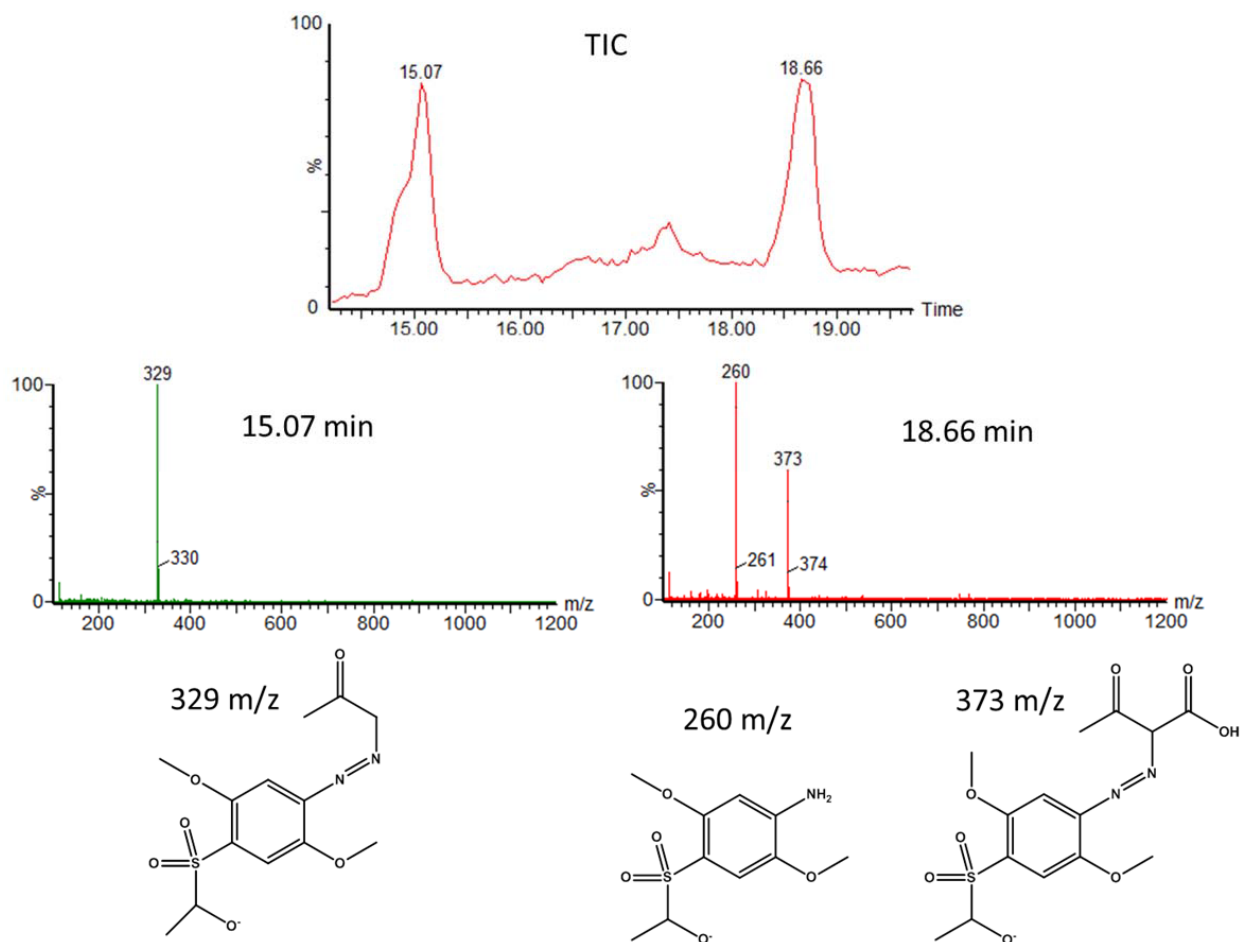 100
TIC
15.07
18.66
%
0
15.00
16.00
17.00
18.00
19.00
Time
100
329
15.07 min
%
330
0
200
400
600
800
1000
1200
m/z
100
260
18.66 min
373
%
261
374
0
200
400
600
800
1000
1200
m/z
329 m/z
O
N
N
O
O
O
S
O
O-
260 m/z
O
NH2
O
O
S
O
O-
373 m/z
O
O
OH
N
N
O
O
O
S
O
O-